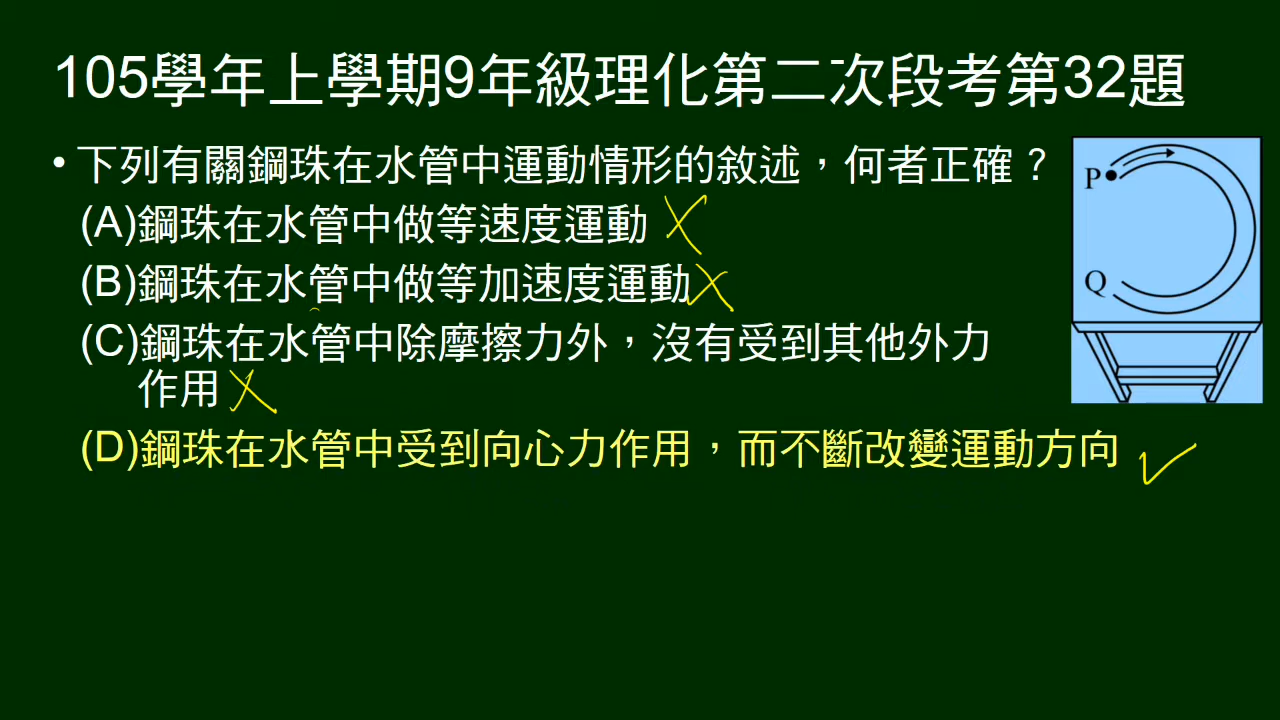 105學年上學期9年級理化第二次段考第32題
•下列有關鋼珠在水管中運動情形的敘述，何者正確？
(A)鋼珠在水管中做等速度運動
(B)鋼珠在水管中做等加速度運動
(C)鋼珠在水管中除摩擦力外，沒有受到其他外力
作用
(D)鋼珠在水管中受到向心力作用，而不斷改變運動方向
P
Q